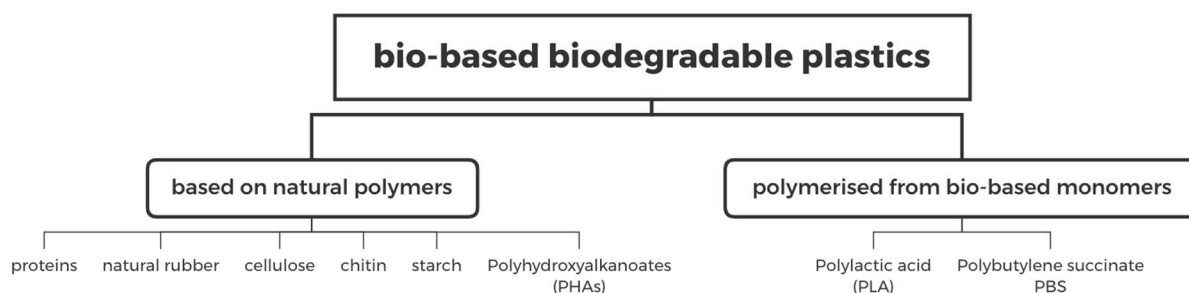 bio-based biodegradable plastics
based on natural polymers
polymerised from bio-based monomers
proteins
natural rubber
cellulose
chitin
starch
Polyhydroxyalkanoates
(PHAs)
Polylactic acid
(PLA)
Polybutylene succinate
PBS